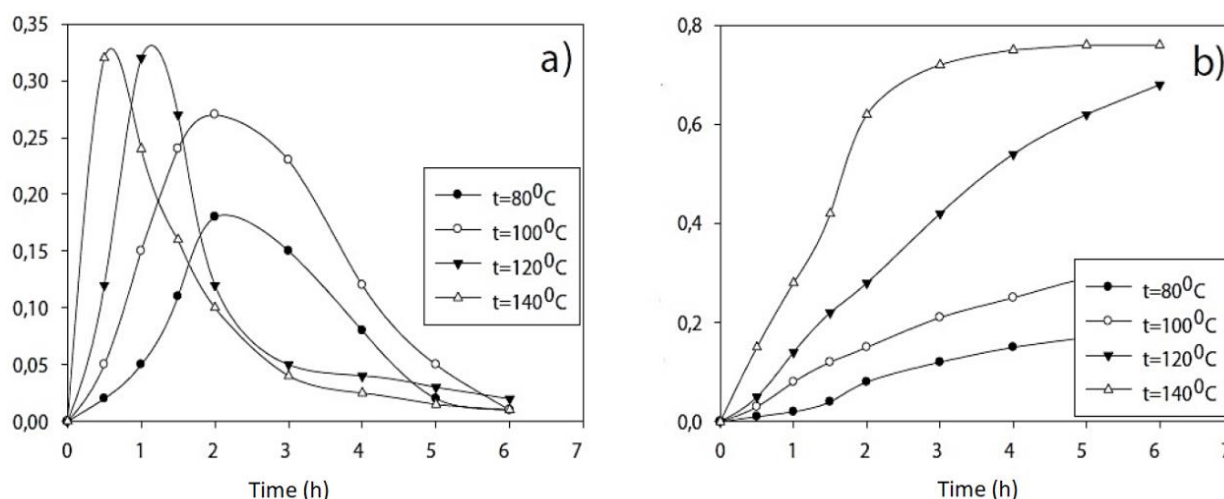 0,35
0,30
0,25
0,20
0,15
0,10
0,05
0,00
0 1 2 3 4 5 6 7
Time (h)
a)
t=80⁰C
t=100⁰C
t=120⁰C
t=140⁰C
0,8
0,6
0,4
0,2
0,0
0 1 2 3 4 5 6 7
Time (h)
b)
t=80⁰C
t=100⁰C
t=120⁰C
t=140⁰C